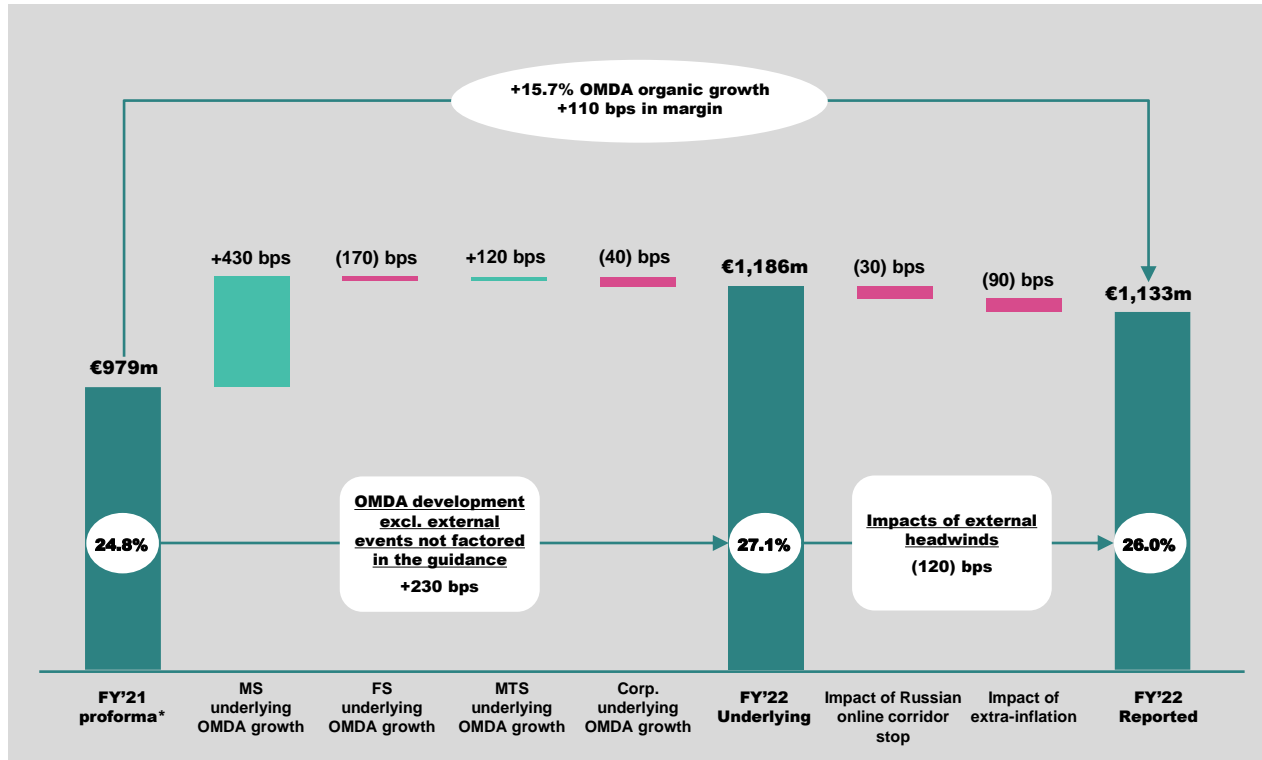 +15.7% OMDA organic growth
+110 bps in margin
+430 bps
(170) bps
+120 bps
(40) bps
€1,186m
(30) bps
(90) bps
€1,133m
€979m
OMDA development
excl. external
events not factored
in the guidance
+230 bps
Impacts of external
headwinds
(120) bps
24.8%
27.1%
26.0%
FY'21
proforma*
MS
underlying
OMDA growth
FS
underlying
OMDA growth
MTS
underlying
OMDA growth
Corp.
underlying
OMDA growth
FY'22
Underlying
Impact of Russian
online corridor
stop
Impact of
extra-inflation
FY'22
Reported